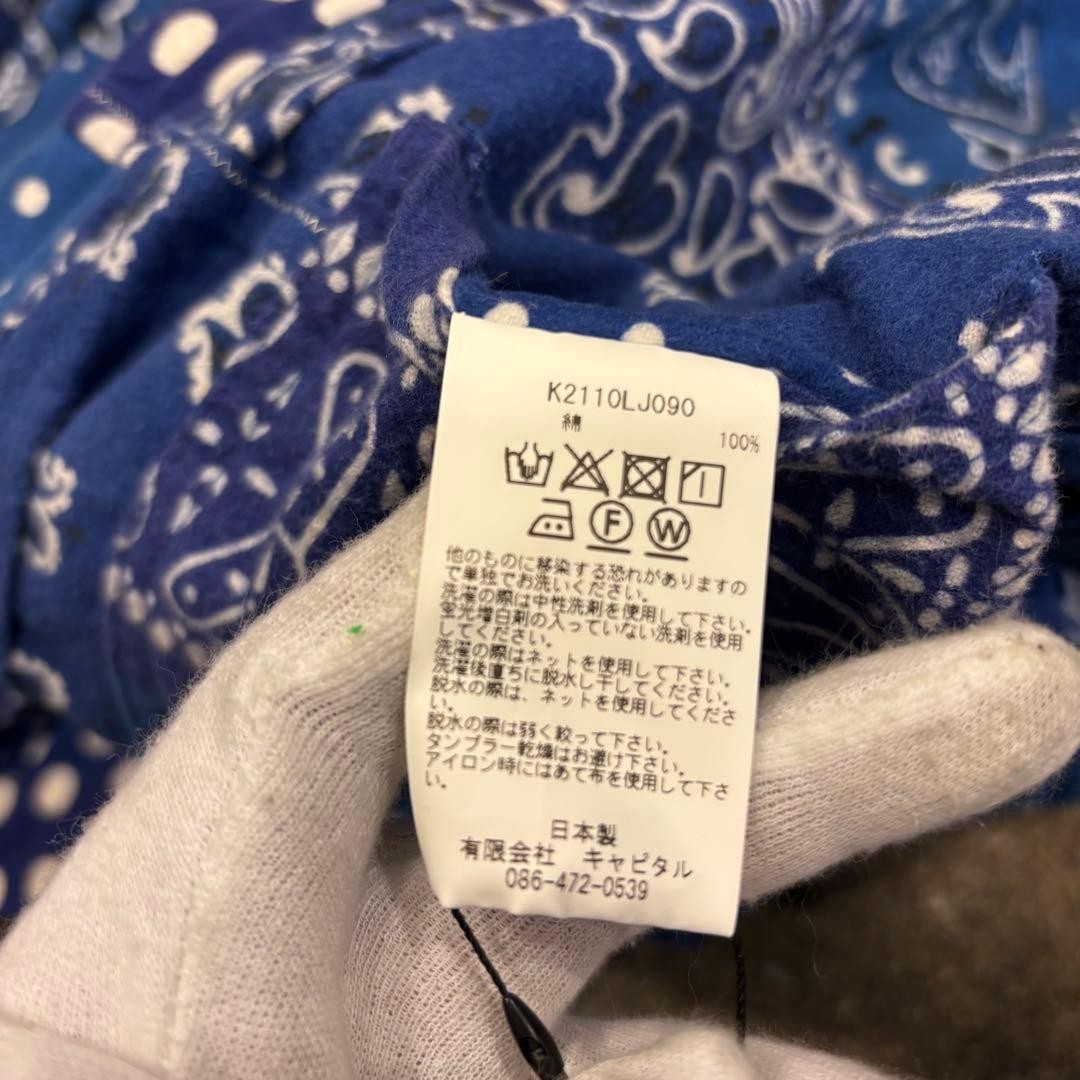 K2110LJ090
綿
100%
F W
他のものに移染する恐れがありますの
で単独でお洗いください。
洗濯の際は中性洗剤を使用して下さい。
蛍光増白剤の入っていない洗剤を使用
してください。
洗濯の際はネットを使用して下さい。
洗濯後直ちに脱水し干してください。
脱水の際は、ネットを使用してくださ
い。
脱水の際は弱く絞って下さい。
タンブラー乾燥はお避け下さい。
アイロン時にはあて布を使用して下さ
い。
日本製
有限会社 キャピタル
086-472-0539